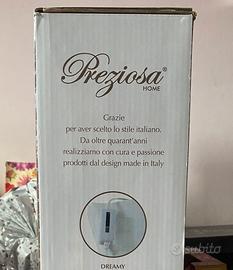 Preziosa®
HOME
Grazie
per aver scelto lo stile italiano.
Da oltre quarant'anni
realizziamo con cura e passione
prodotti dal design made in Italy
DREAMY
subito